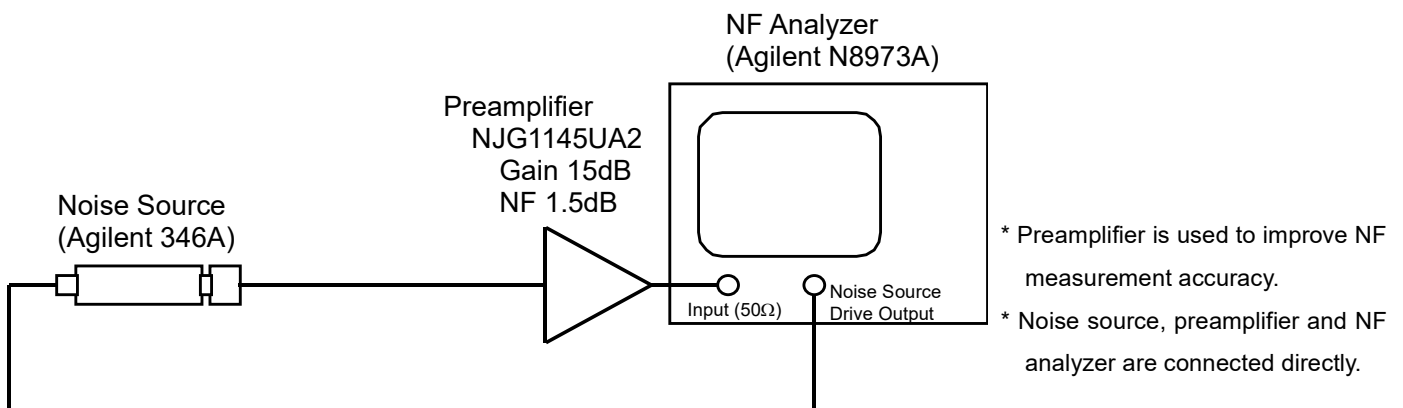 NF Analyzer
(Agilent N8973A)
Preamplifier
NJG1145UA2
Gain 15dB
NF 1.5dB
Noise Source
(Agilent 346A)
Input (50Ω)
Noise Source
Drive Output
* Preamplifier is used to improve NF
measurement accuracy.
* Noise source, preamplifier and NF
analyzer are connected directly.